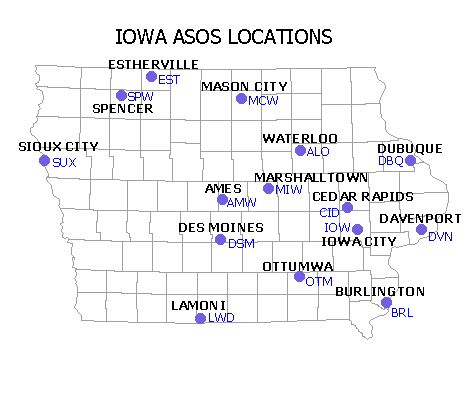 IOWA ASOS LOCATIONS
ESTHERVILLE
EST
SPW
SPENCER
MASON CITY
MCW
WATERLOO
ALO
SIOUX CITY
SUX
DUBUQUE
DBQ
MARSHALLTOWN
MIW
AMES
AMW
CEDAR RAPIDS
CID
DAVENPORT
DVN
IOW
IOWA CITY
DES MOINES
DSM
OTTUMWA
OTM
BURLINGTON
BRL
LAMONI
LWD